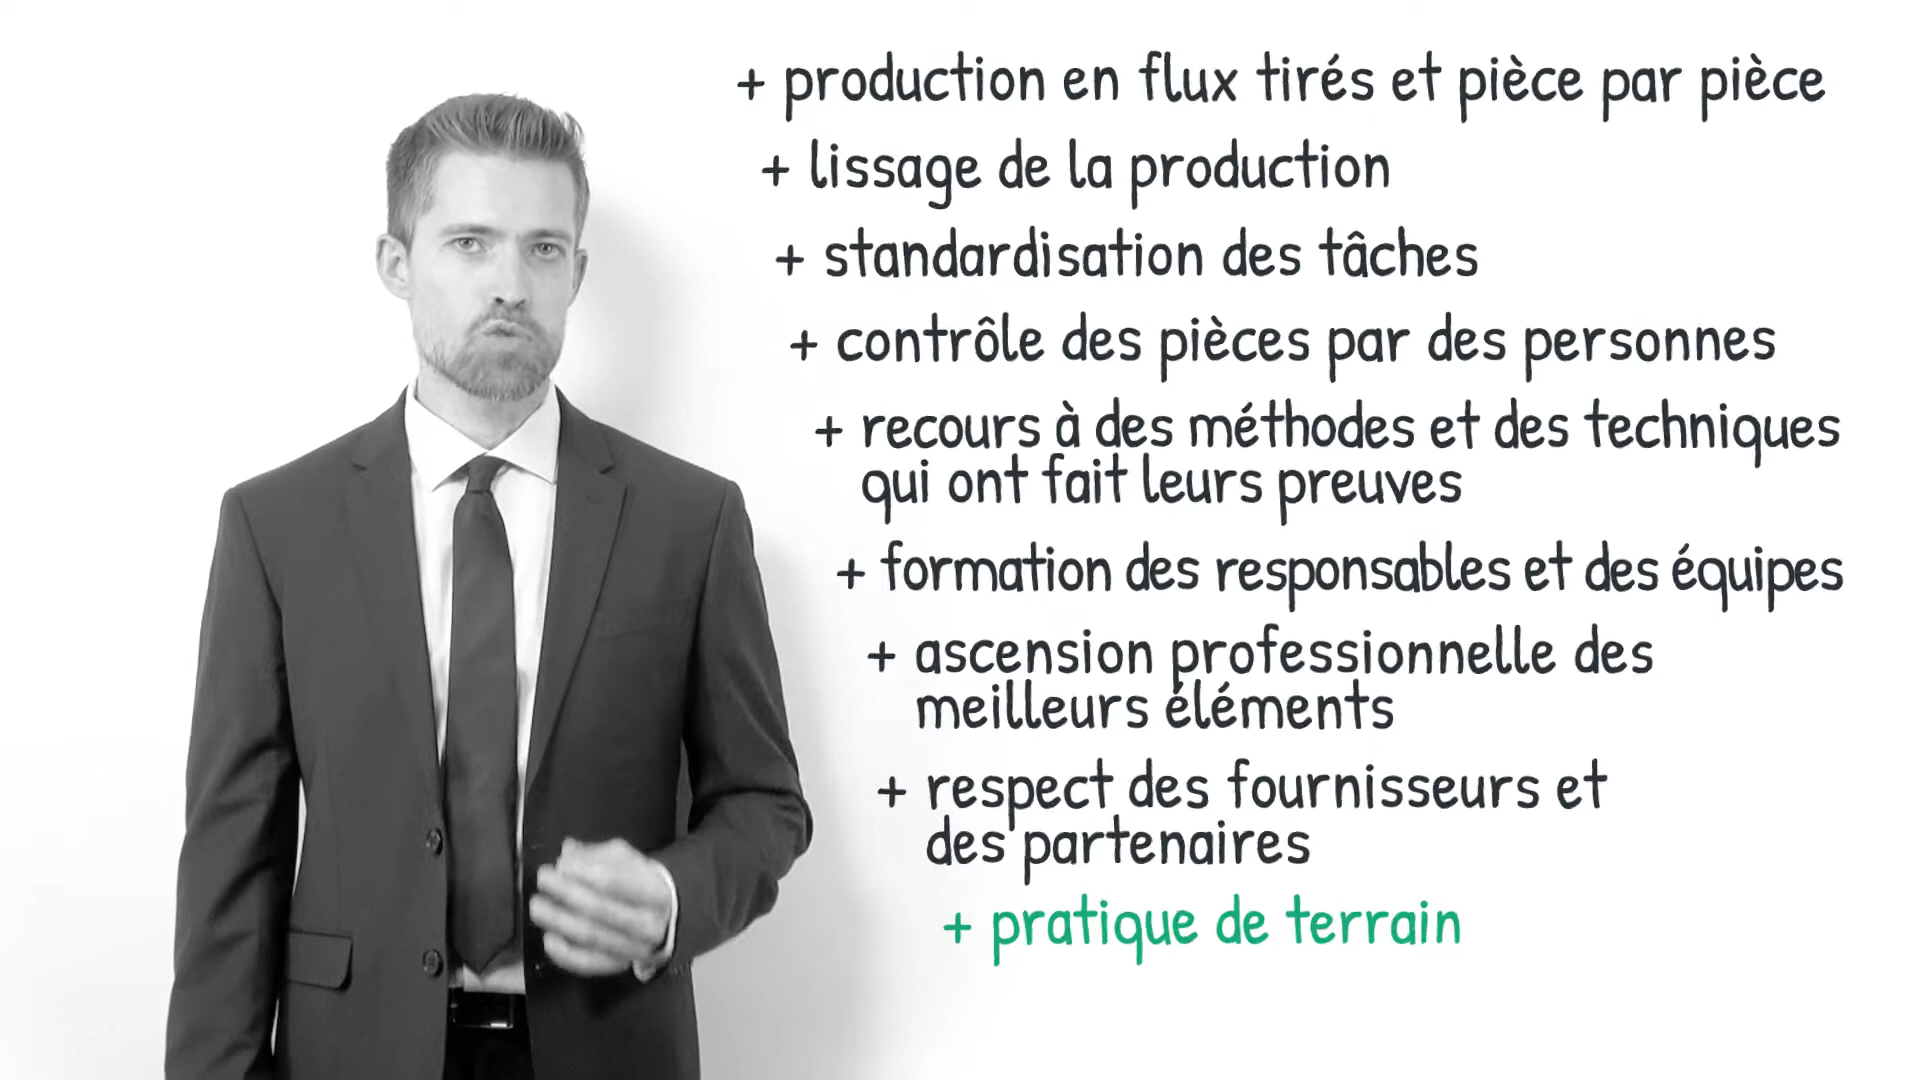 + production en flux tirés et pièce par pièce
+ lissage de la production
+ standardisation des tâches
+ contrôle des pièces par des personnes
+ recours à des méthodes et des techniques
qui ont fait leurs preuves
+ formation des responsables et des équipes
+ ascension professionnelle des
meilleurs éléments
+ respect des fournisseurs et
des partenaires
+ pratique de terrain